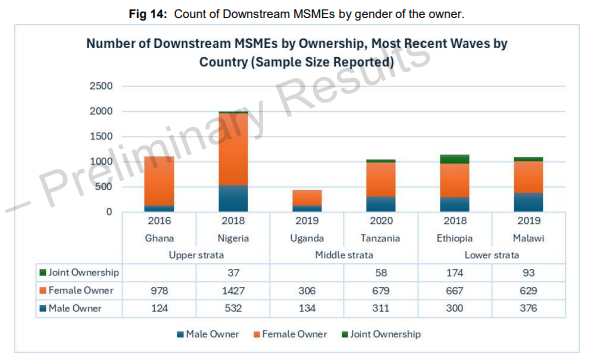 Fig 14: Count of Downstream MSMEs by gender of the owner.
Number of Downstream MSMEs by Ownership, Most Recent Waves by
Country (Sample Size Reported)
– Preliminary Results
2500
2000
1500
1000
500
0
2016 2018 2019 2020 2018 2019
Ghana Nigeria Uganda Tanzania Ethiopia Malawi
Upper strata Middle strata Lower strata
Joint Ownership 37 58 174 93
Female Owner 978 1427 306 679 667 629
Male Owner 124 532 134 311 300 376
Male Owner Female Owner Joint Ownership